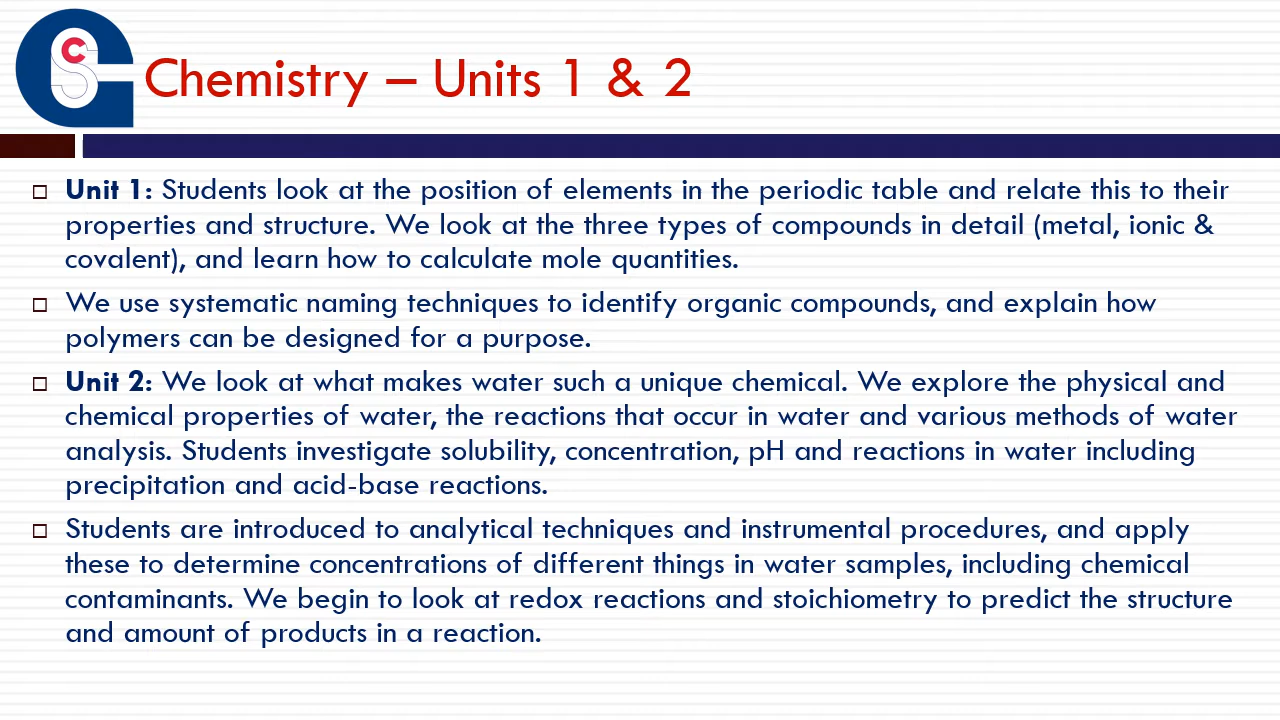 CS
Chemistry – Units 1 & 2
Unit 1: Students look at the position of elements in the periodic table and relate this to their
properties and structure. We look at the three types of compounds in detail (metal, ionic &
covalent), and learn how to calculate mole quantities.
We use systematic naming techniques to identify organic compounds, and explain how
polymers can be designed for a purpose.
Unit 2: We look at what makes water such a unique chemical. We explore the physical and
chemical properties of water, the reactions that occur in water and various methods of water
analysis. Students investigate solubility, concentration, pH and reactions in water including
precipitation and acid-base reactions.
Students are introduced to analytical techniques and instrumental procedures, and apply
these to determine concentrations of different things in water samples, including chemical
contaminants. We begin to look at redox reactions and stoichiometry to predict the structure
and amount of products in a reaction.